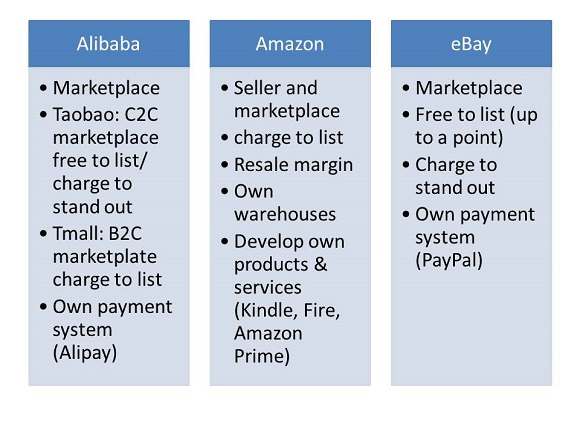 Alibaba
• Marketplace
• Taobao: C2C
marketplace
free to list/
charge to
stand out
• Tmall: B2C
marketplate
charge to list
• Own payment
system
(Alipay)
Amazon
• Seller and
marketplace
• charge to list
• Resale margin
• Own
warehouses
• Develop own
products &
services
(Kindle, Fire,
Amazon
Prime)
eBay
• Marketplace
• Free to list (up
to a point)
• Charge to
stand out
• Own payment
system
(PayPal)